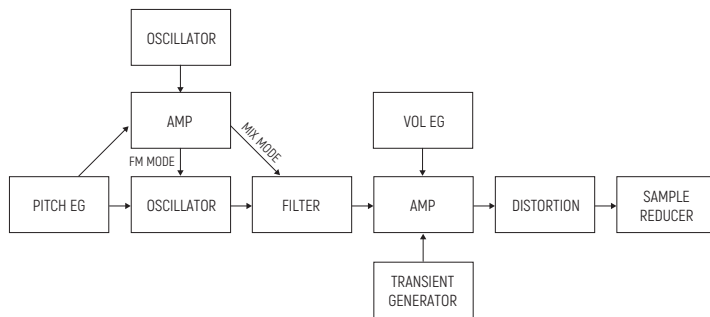 OSCILLATOR
AMP
VOL EG
MIX MODE
FM MODE
PITCH EG
OSCILLATOR
FILTER
AMP
DISTORTION
SAMPLE
REDUCER
TRANSIENT
GENERATOR